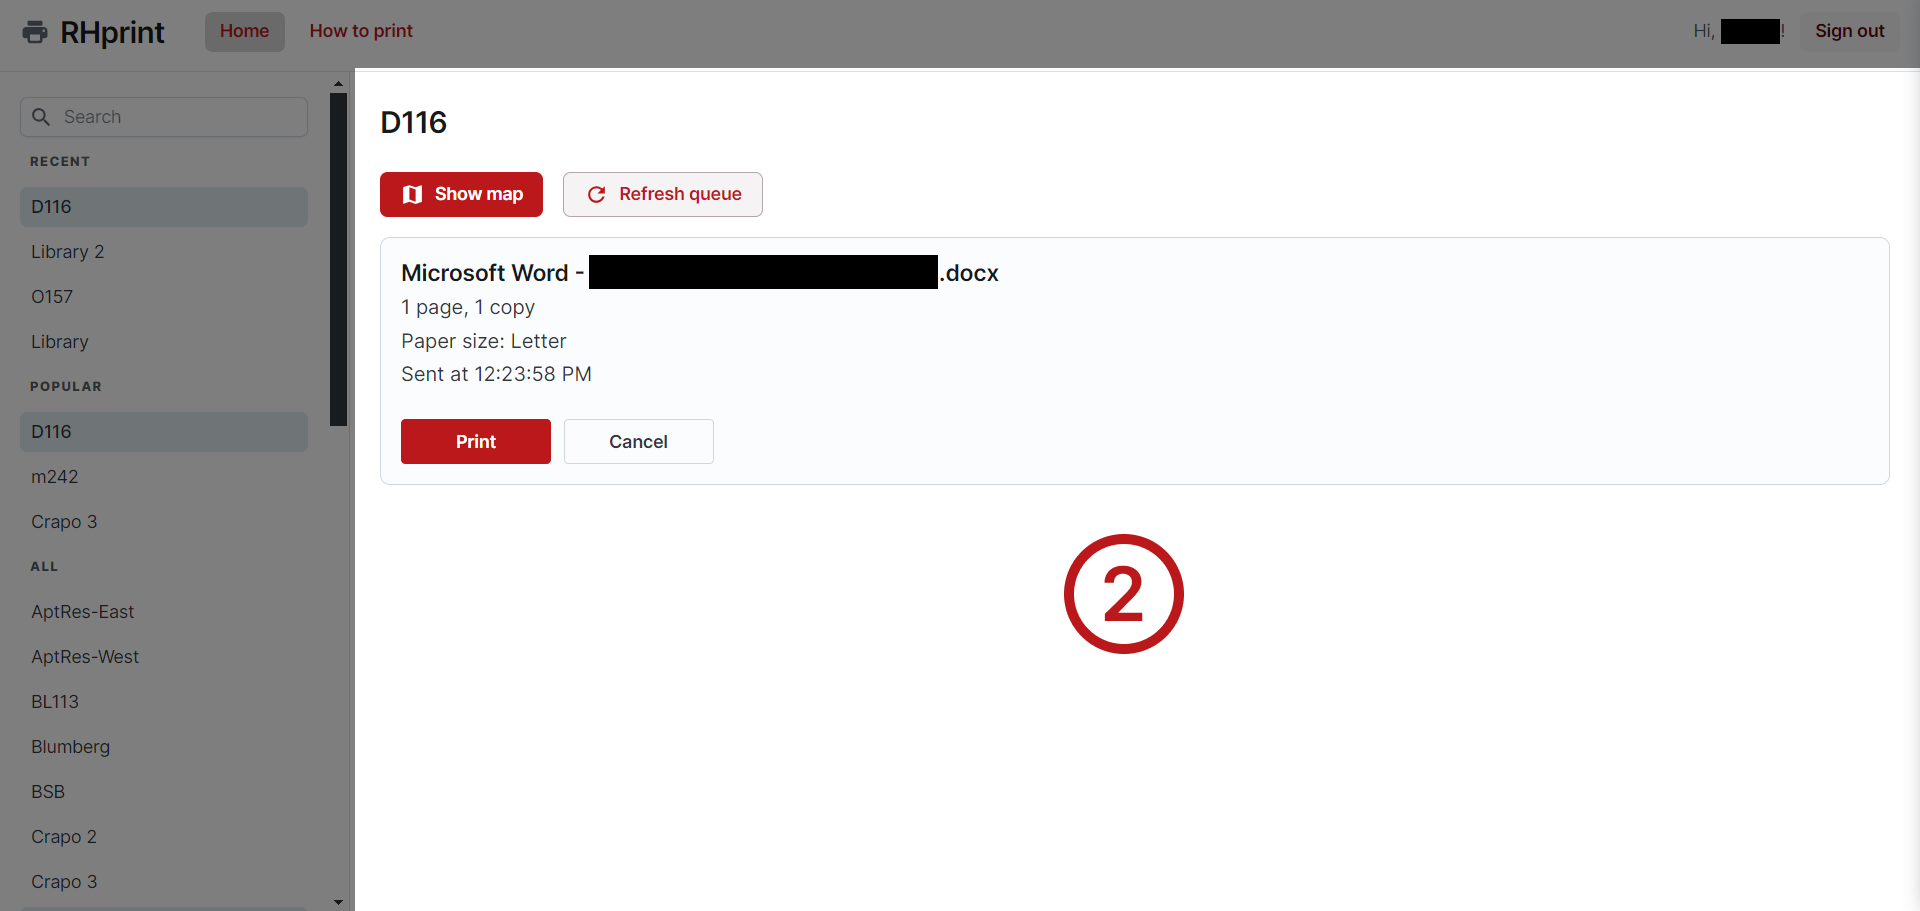 RHprint
Home
How to print
Hi, !
Sign out
Search
RECENT
D116
Library 2
O157
Library
POPULAR
D116
m242
Crapo 3
ALL
AptRes-East
AptRes-West
BL113
Blumberg
BSB
Crapo 2
Crapo 3
D116
Show map
Refresh queue
Microsoft Word - .docx
1 page, 1 copy
Paper size: Letter
Sent at 12:23:58 PM
Print
Cancel
2